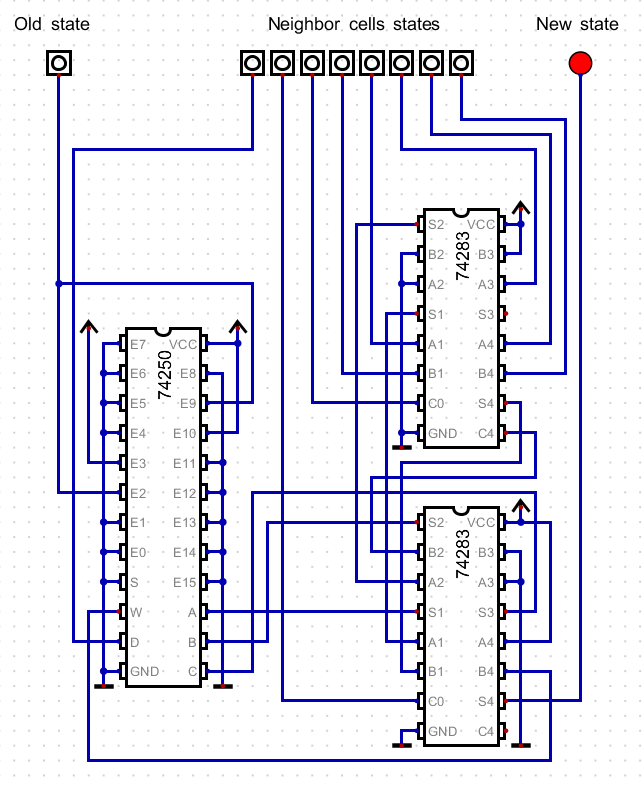 Old state
Neighbor cells states
New state
S2 VCC
B2 B3
A2 A3
S1 S3
A1 A4
B1 B4
C0 S4
GND C4
74283
E7 VCC
E6 E8
E5 E9
E4 E10
E3 E11
E2 E12
E1 E13
E0 E14
S E15
W A
D B
GND C
74250
S2 VCC
B2 B3
A2 A3
S1 S3
A1 A4
B1 B4
C0 S4
GND C4
74283